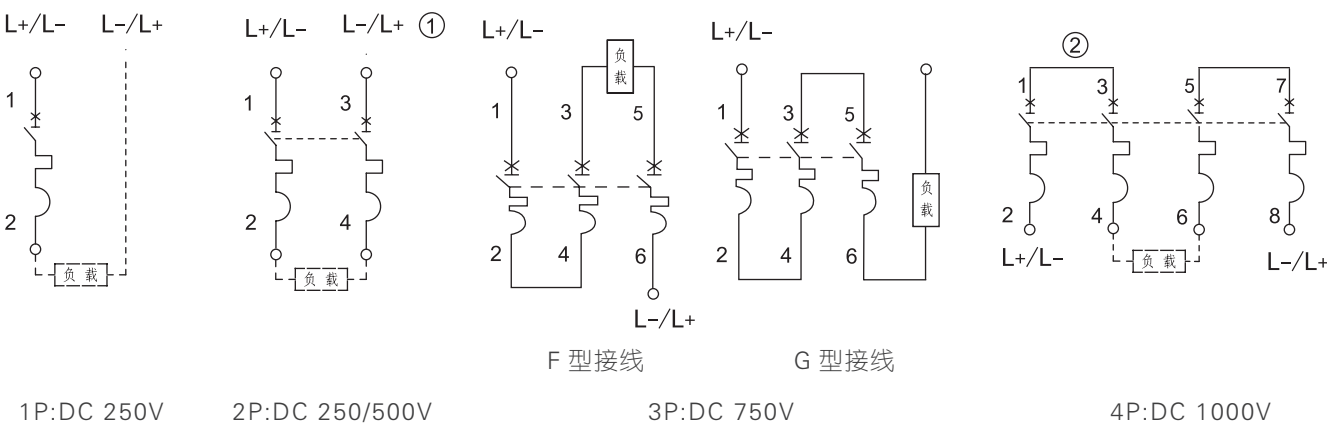 L+/L− L−/L+
1
2
负 载
1P:DC 250V
L+/L− L−/L+ ①
1 3
2 4
负 载
2P:DC 250/500V
L+/L−
负
载
1 3 5
2 4 6
L−/L+
F 型接线
L+/L−
1 3 5
负
载
2 4 6
G 型接线
3P:DC 750V
②
1 3 5 7
2 4 6 8
L+/L− L−/L+
负 载
4P:DC 1000V